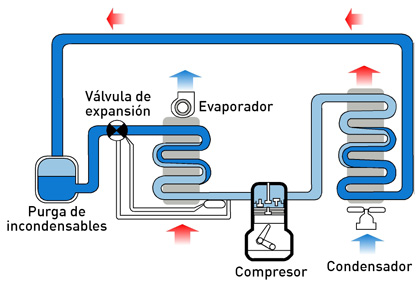 Válvula de
expansión
Evaporador
Purga de
incondensables
Compresor
Condensador